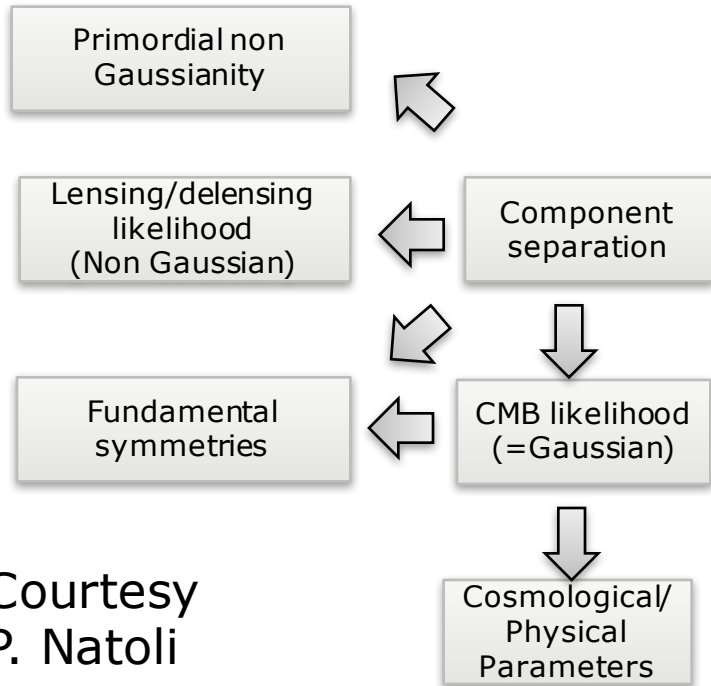 Primordial non
Gaussianity
Lensing/delensing
likelihood
(Non Gaussian)
Component
separation
Fundamental
symmetries
CMB likelihood
(=Gaussian)
Courtesy
P. Natoli
Cosmological/
Physical
Parameters